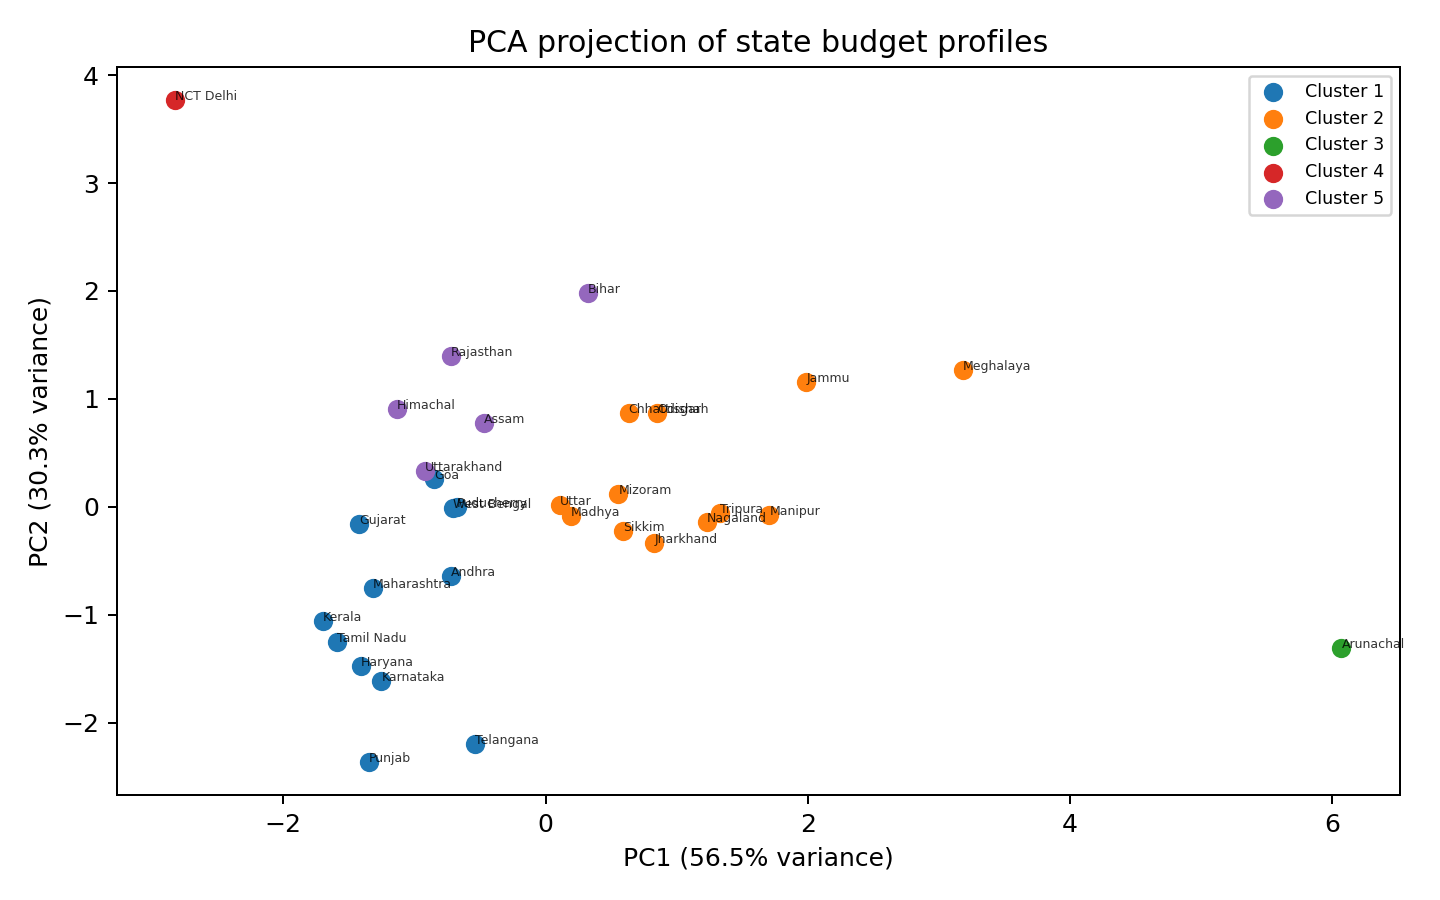 PCA projection of state budget profiles
Cluster 1
Cluster 2
Cluster 3
Cluster 4
Cluster 5
4
3
2
1
0
−1
−2
PC2 (30.3% variance)
NCT Delhi
Bihar
Rajasthan
Meghalaya
Jammu
Himachal
Chhattisgarh
Assam
Uttarakhand
Goa
Mizoram
Uttar
West Bengal
Madhya
Tripura
Manipur
Nagaland
Gujarat
Sikkim
Jharkhand
Andhra
Maharashtra
Kerala
Tamil Nadu
Arunachal
Haryana
Karnataka
Telangana
Punjab
−2
0
2
4
6
PC1 (56.5% variance)